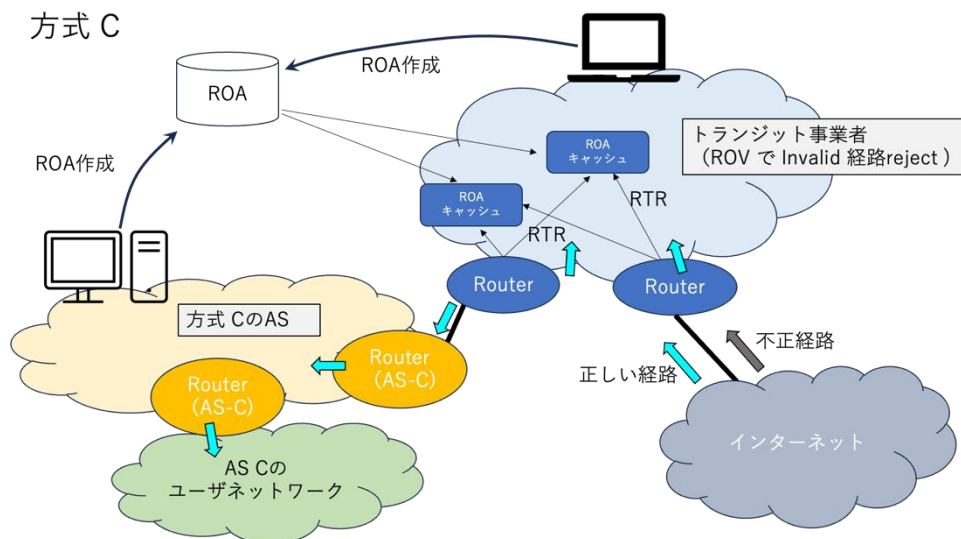 方式 C
ROA作成
ROA
ROA作成
トランジット事業者
（ROV で Invalid 経路reject ）
ROA
キャッシュ
ROA
キャッシュ
RTR
RTR
Router
Router
方式 CのAS
Router
（AS-C）
Router
（AS-C）
不正経路
正しい経路
インターネット
AS Cの
ユーザネットワーク